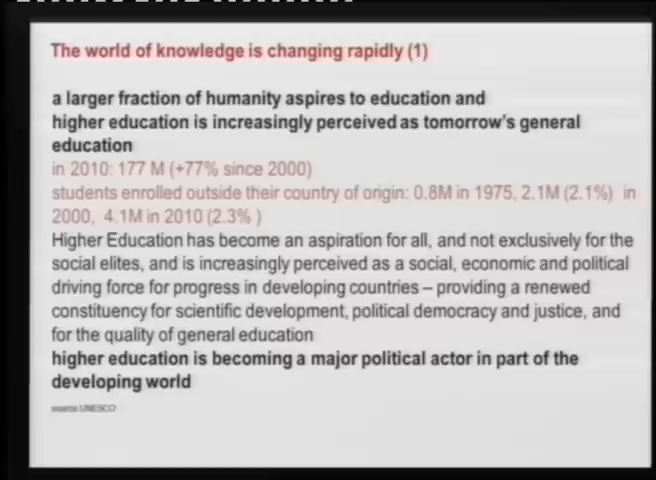 The world of knowledge is changing rapidly (1)
a larger fraction of humanity aspires to education and
higher education is increasingly perceived as tomorrow's general
education
in 2010: 177 M (+77% since 2000)
students enrolled outside their country of origin: 0.8M in 1975, 2.1M (2.1%) in
2000, 4.1M in 2010 (2.3% )
Higher Education has become an aspiration for all, and not exclusively for the
social elites, and is increasingly perceived as a social, economic and political
driving force for progress in developing countries – providing a renewed
constituency for scientific development, political democracy and justice, and
for the quality of general education
higher education is becoming a major political actor in part of the
developing world
source: UNESCO